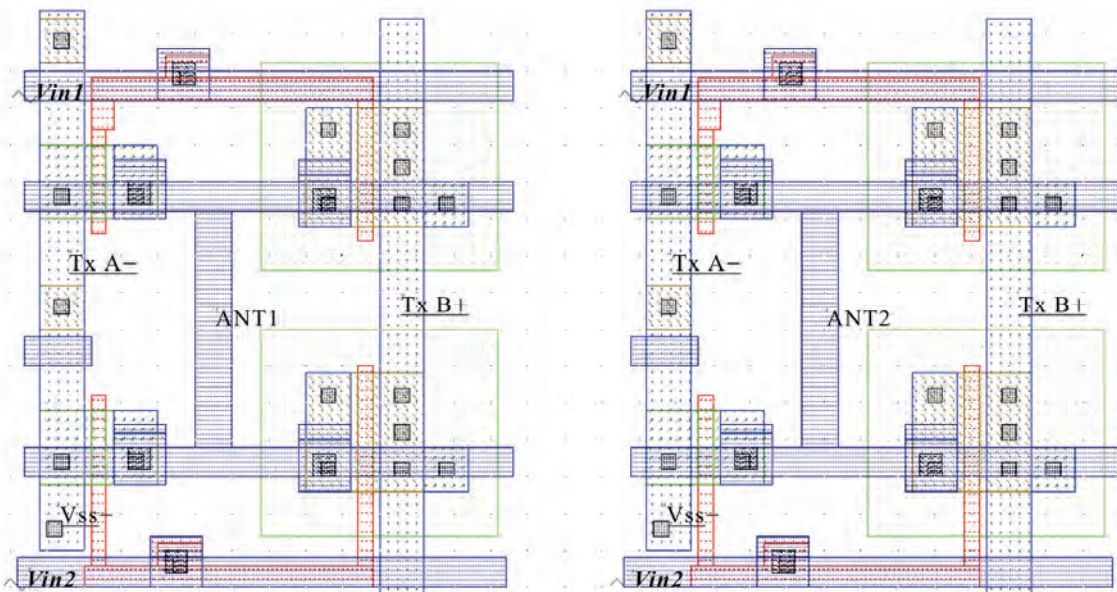 Vin1
Vin1
Tx A−
Tx A−
Tx B+
Tx B+
ANT1
ANT2
Vss−
Vss−
Vin2
Vin2